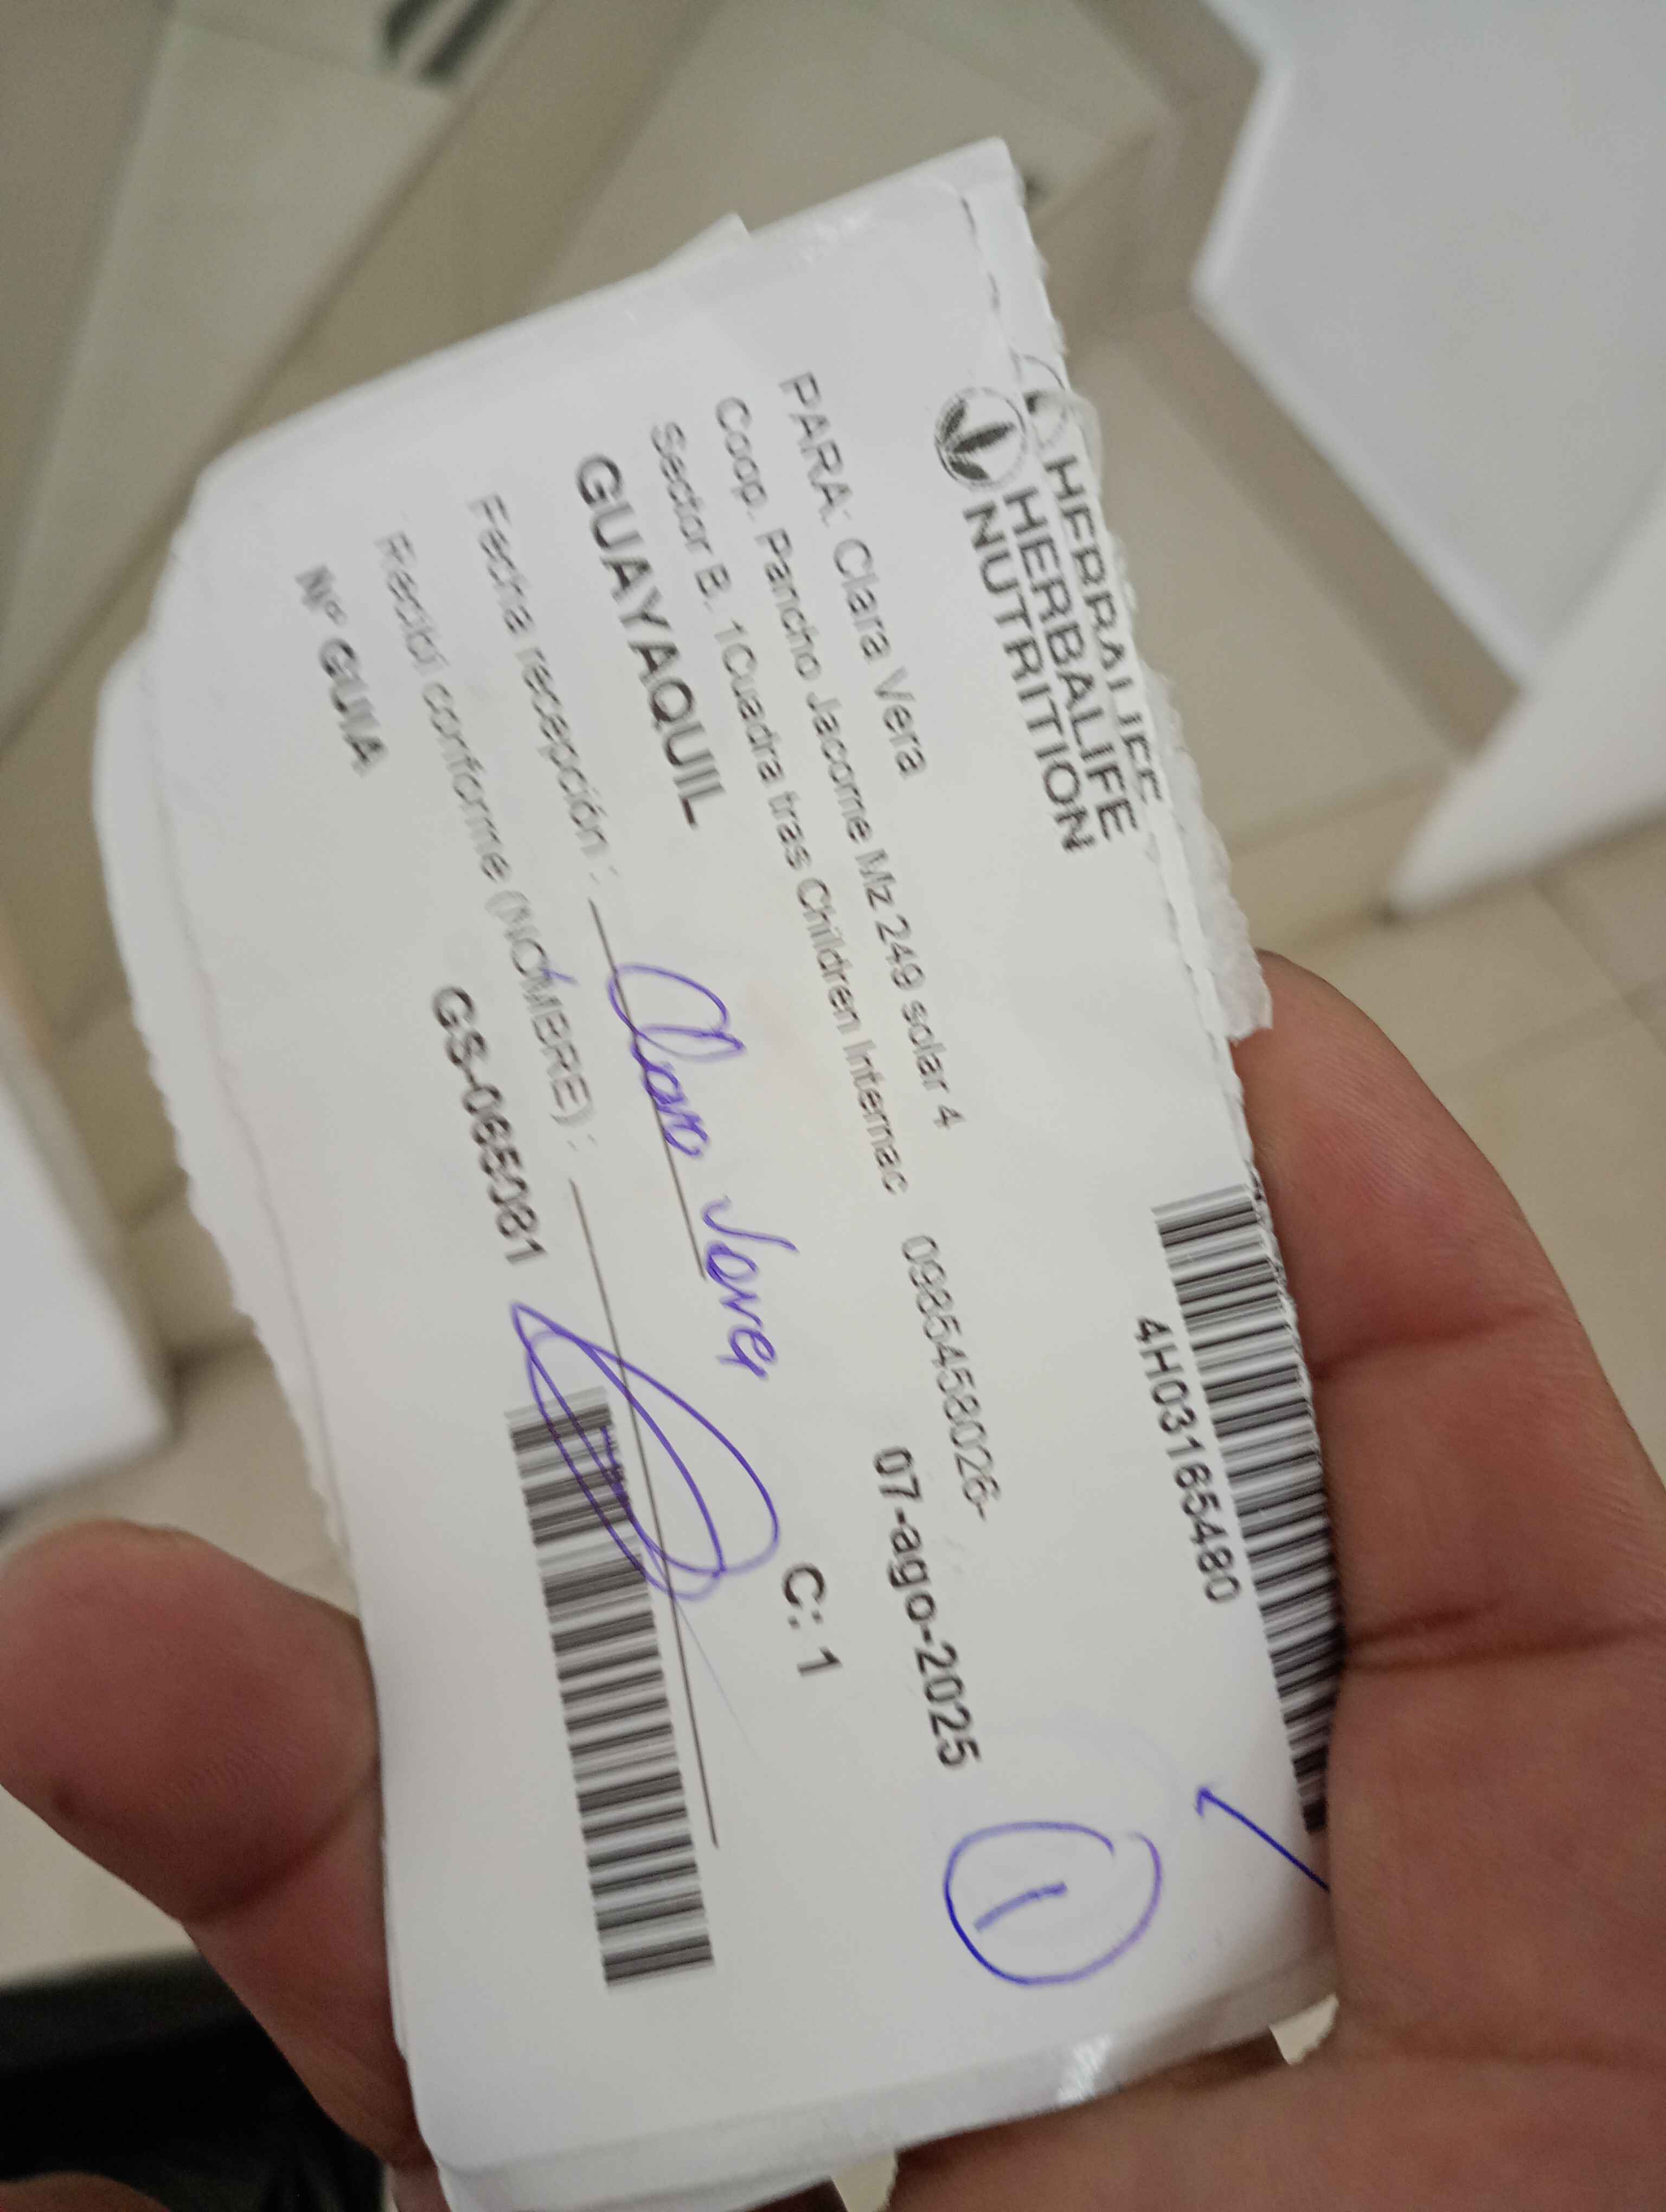 HERBALIFE
HERBALIFE
NUTRITION
4H03165480
PARA: Clara Vera
Coop. Pancho Jacome Mz 249 solar 4
Sector B. 1Cuadra tras Children Internac 0985458026-
GUAYAQUIL
07-ago-2025
1
C: 1
Fecha recepción : Clara Vera
Recibí conforme (NOMBRE) :
Nº GUIA GS-065081